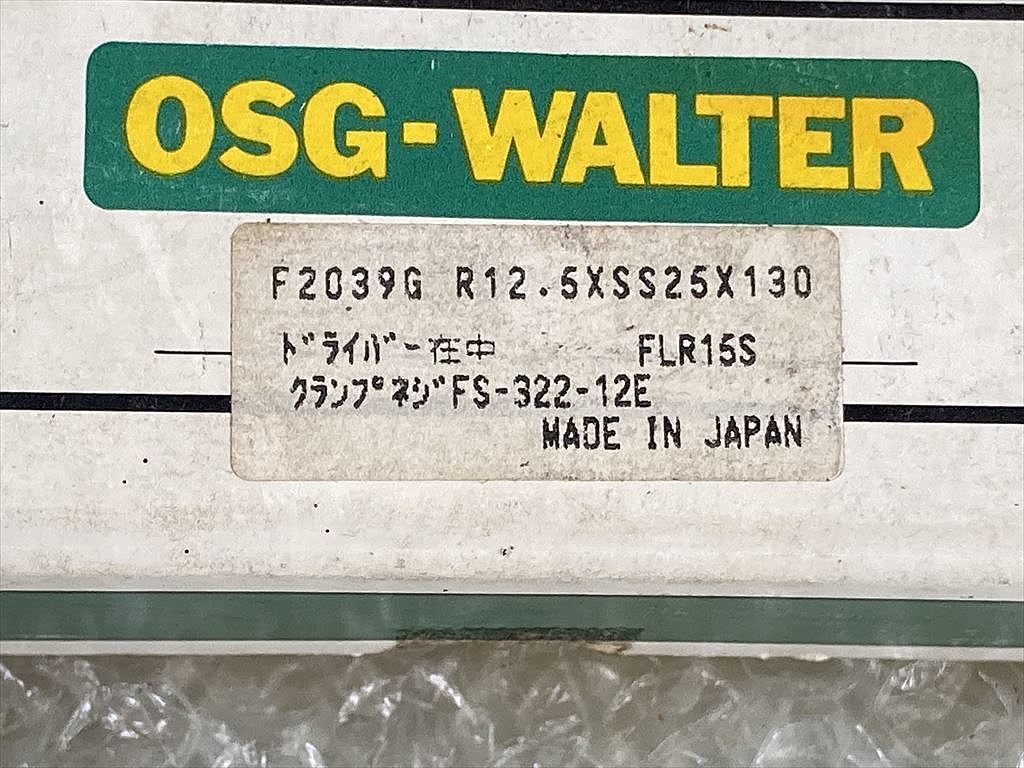 OSG-WALTER
F2039G R12.5XSS25X130
ﾄﾞﾗｲﾊﾞｰ在中 FLR15S
ｸﾗﾝﾌﾟﾈｼﾞFS-322-12E
MADE IN JAPAN